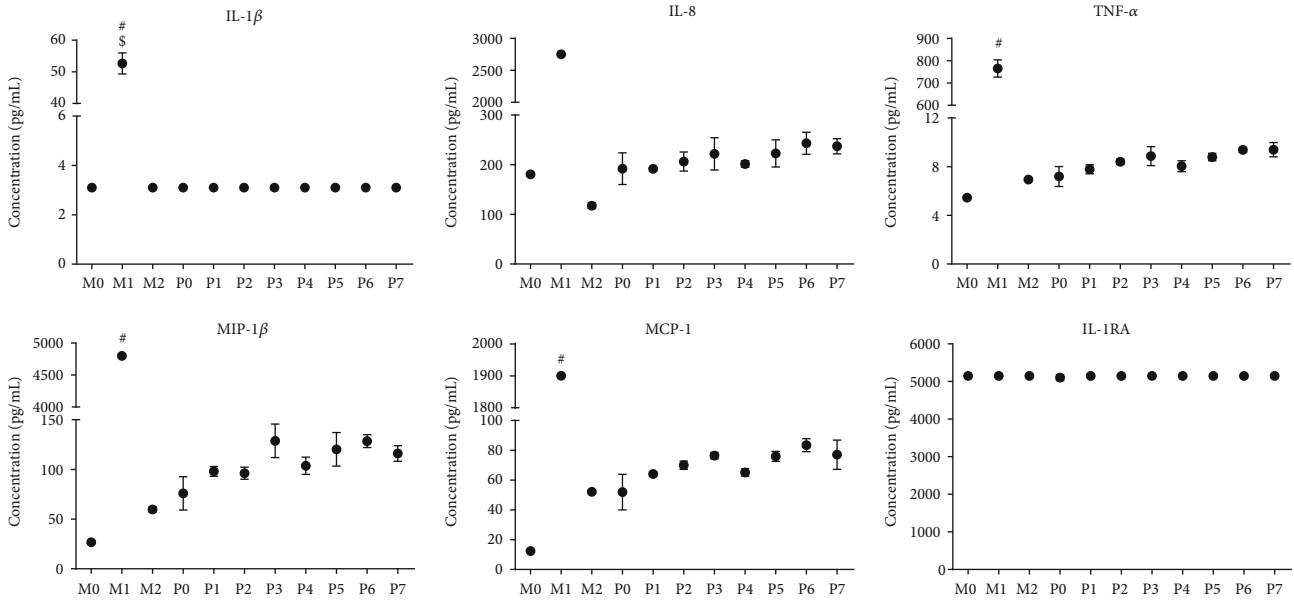 IL-1β
#
$
Concentration (pg/mL)
60
50
40
6
4
2
0
M0 M1 M2 P0 P1 P2 P3 P4 P5 P6 P7
IL-8
Concentration (pg/mL)
3000
2500
2000
300
200
100
0
M0 M1 M2 P0 P1 P2 P3 P4 P5 P6 P7
TNF-α
#
Concentration (pg/mL)
900
800
700
600
12
8
4
0
M0 M1 M2 P0 P1 P2 P3 P4 P5 P6 P7
MIP-1β
#
Concentration (pg/mL)
5000
4500
4000
150
100
50
0
M0 M1 M2 P0 P1 P2 P3 P4 P5 P6 P7
MCP-1
#
Concentration (pg/mL)
2000
1900
1800
100
80
60
40
20
0
M0 M1 M2 P0 P1 P2 P3 P4 P5 P6 P7
IL-1RA
Concentration (pg/mL)
6000
5000
4000
3000
2000
1000
0
M0 M1 M2 P0 P1 P2 P3 P4 P5 P6 P7